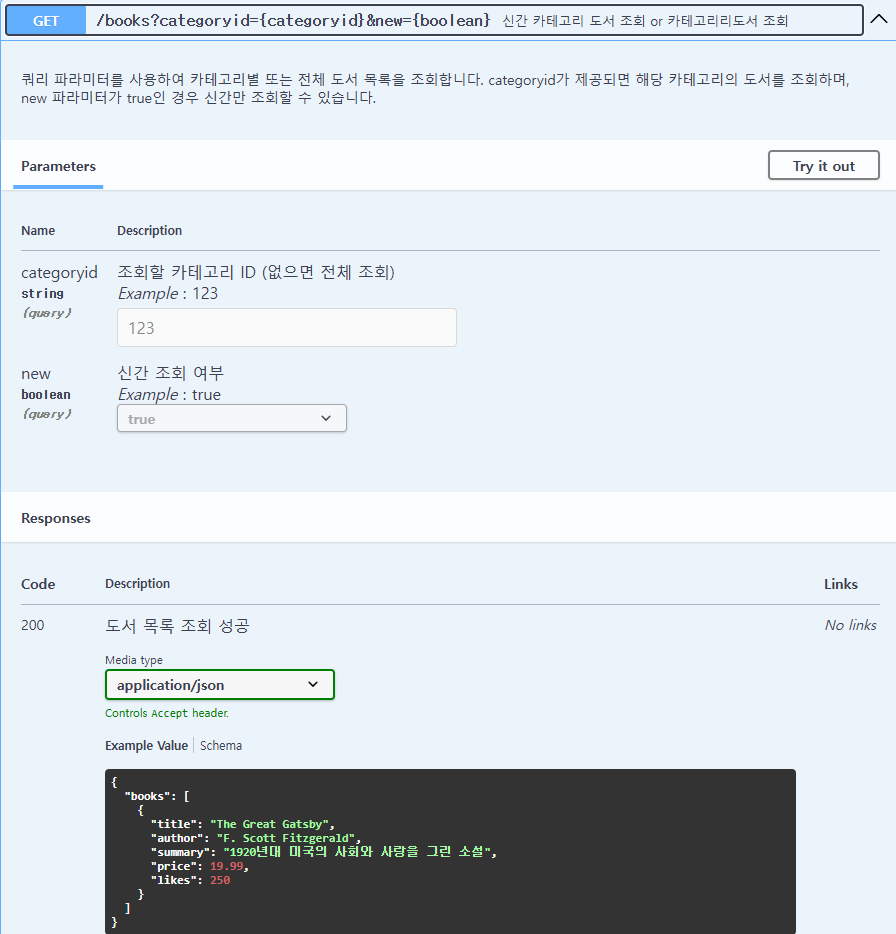 GET /books?categoryid={categoryid}&new={boolean} 신간 카테고리 도서 조회 or 카테고리리도서 조회
쿼리 파라미터를 사용하여 카테고리별 또는 전체 도서 목록을 조회합니다. categoryid가 제공되면 해당 카테고리의 도서를 조회하며,
new 파라미터가 true인 경우 신간만 조회할 수 있습니다.
Parameters
Try it out
Name Description
categoryid 조회할 카테고리 ID (없으면 전체 조회)
string Example : 123
(query)
123
new 신간 조회 여부
boolean Example : true
(query)
true
Responses
Code Description Links
200 도서 목록 조회 성공 No links
Media type
application/json
Controls Accept header.
Example Value Schema
{
"books": [
{
"title": "The Great Gatsby",
"author": "F. Scott Fitzgerald",
"summary": "1920년대 미국의 사회와 사랑을 그린 소설",
"price": 19.99,
"likes": 250
}
]
}